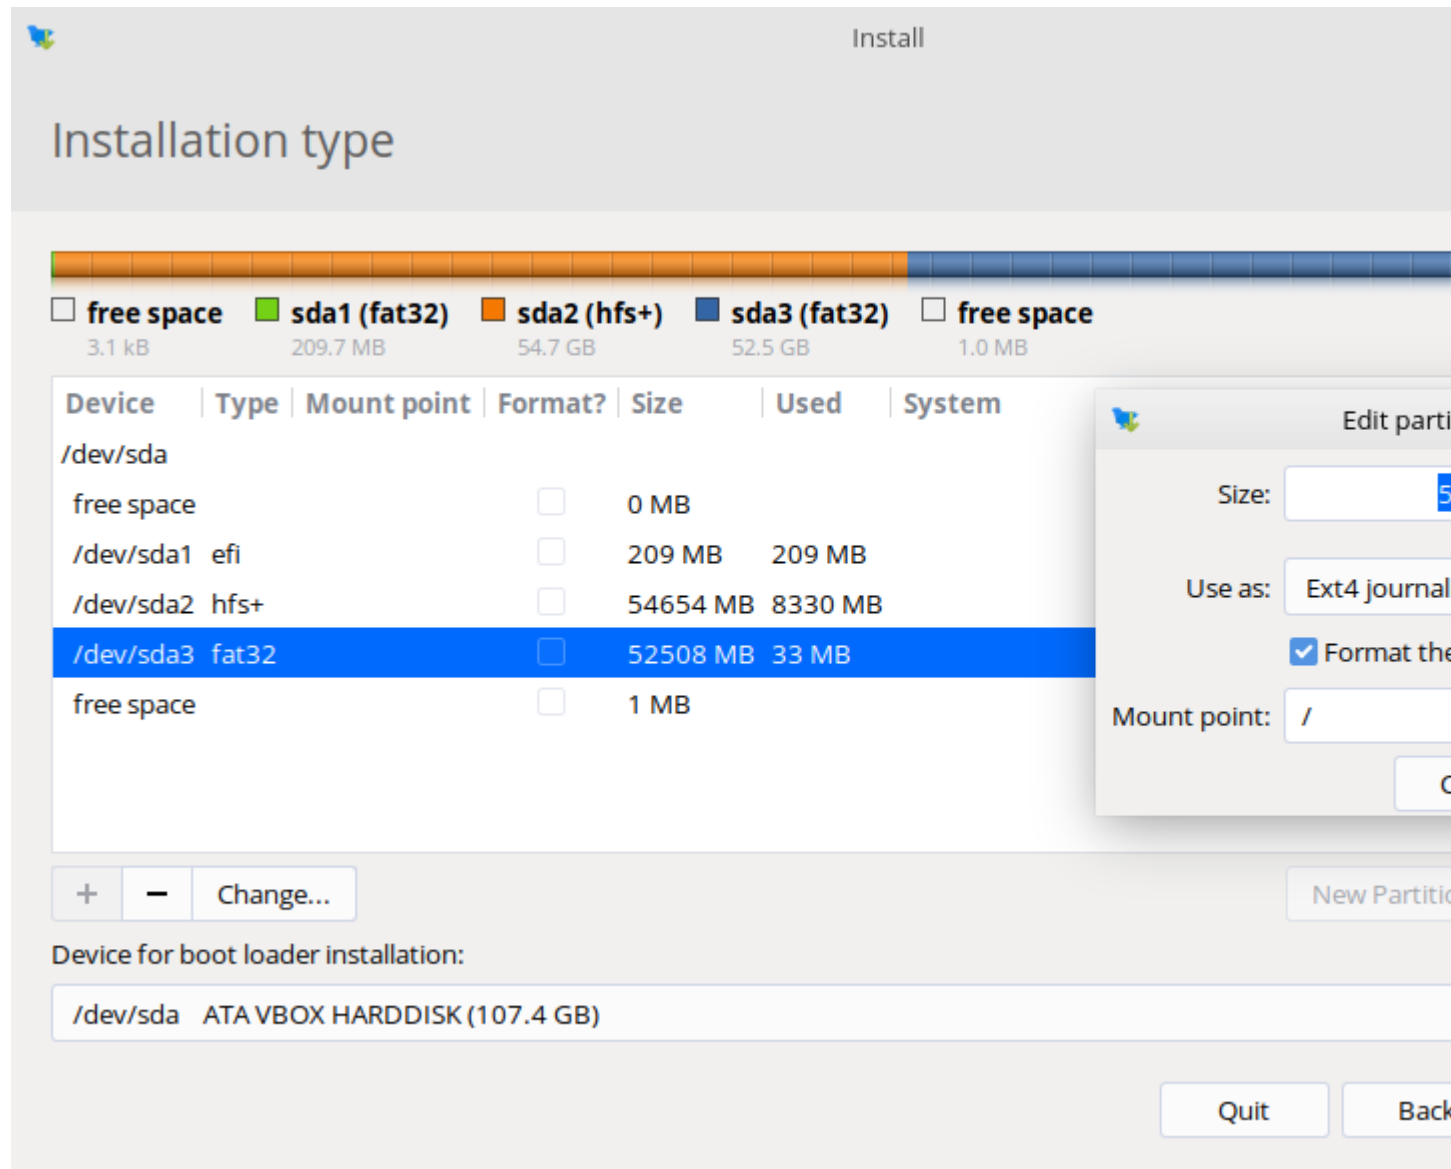 Install
Installation type
free space sda1 (fat32) sda2 (hfs+) sda3 (fat32) free space
3.1 kB 209.7 MB 54.7 GB 52.5 GB 1.0 MB
Device Type Mount point Format? Size Used System
/dev/sda
free space 0 MB
/dev/sda1 efi 209 MB 209 MB
/dev/sda2 hfs+ 54654 MB 8330 MB
/dev/sda3 fat32 52508 MB 33 MB
free space 1 MB
Edit parti
Size: 5
Use as: Ext4 journal
Format the
Mount point: /
+ − Change...
New Partitio
Device for boot loader installation:
/dev/sda ATA VBOX HARDDISK (107.4 GB)
Quit Back